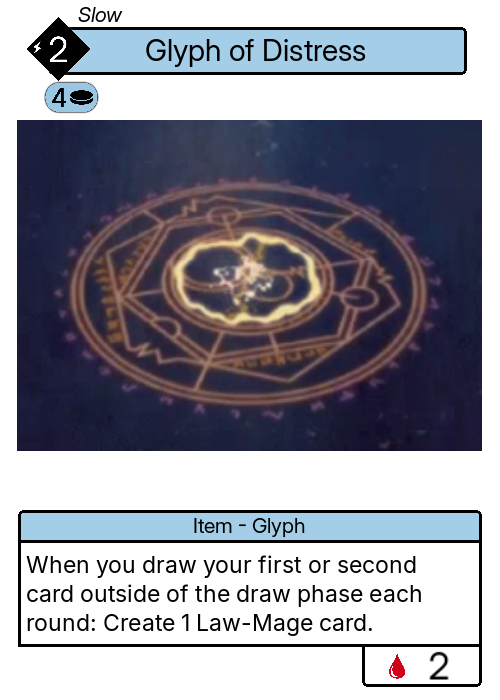 Slow
2
Glyph of Distress
4
Item - Glyph
When you draw your first or second
card outside of the draw phase each
round: Create 1 Law-Mage card.
2